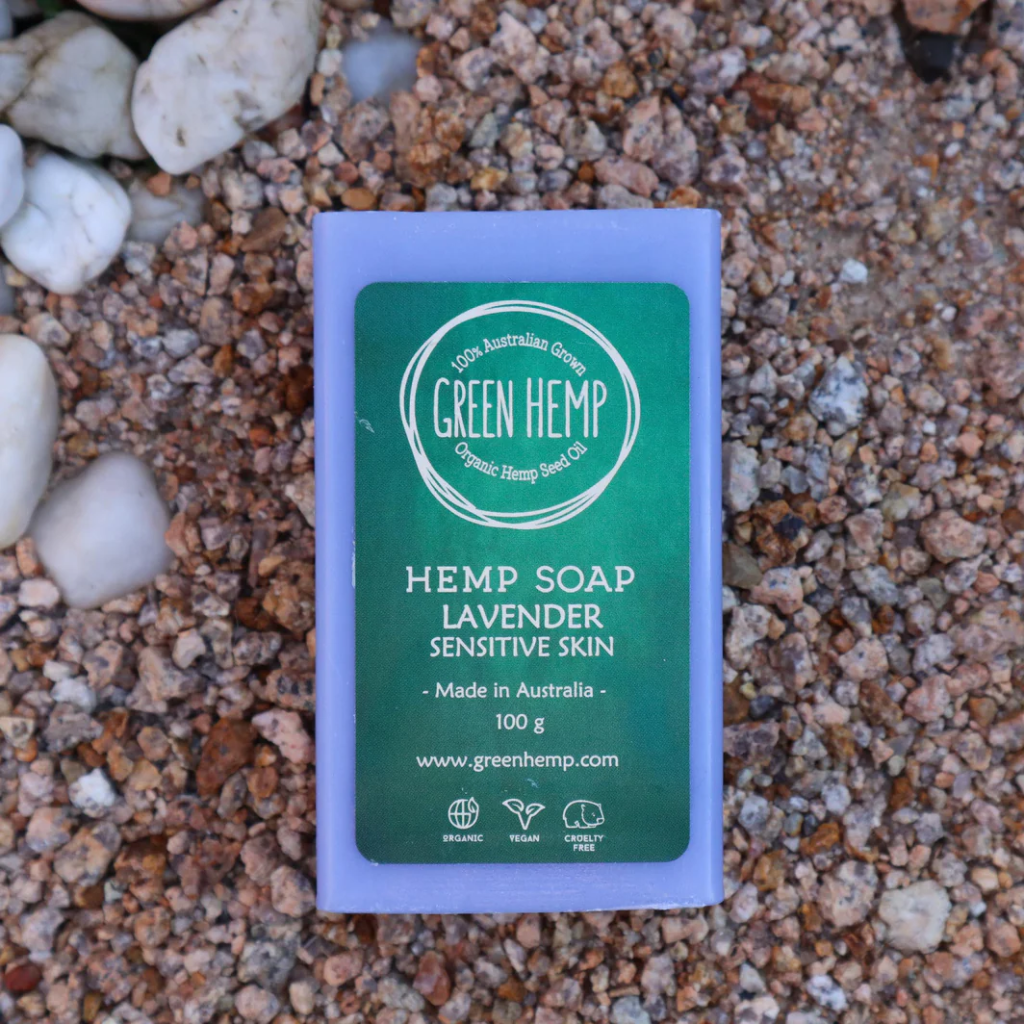 100% Australian Grown
GREEN HEMP
Organic Hemp Seed Oil
HEMP SOAP
LAVENDER
SENSITIVE SKIN
- Made in Australia -
100 g
www.greenhemp.com
ORGANIC VEGAN CRUELTY
FREE